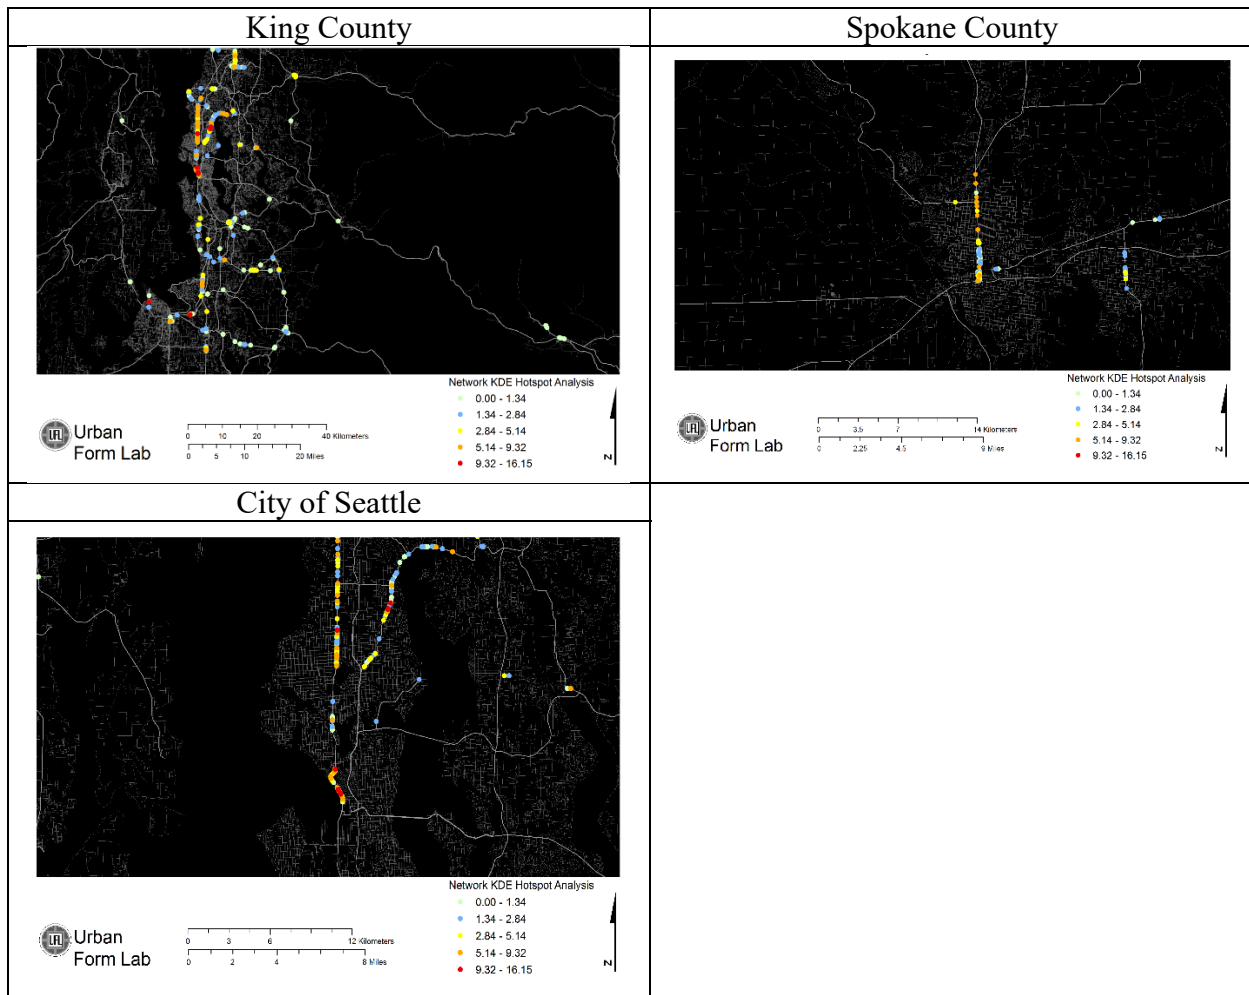 King County
Spokane County
Network KDE Hotspot Analysis
0.00 - 1.34
1.34 - 2.84
2.84 - 5.14
5.14 - 9.32
9.32 - 16.15
UFL
Urban
Form Lab
0 10 20 40 Kilometers
0 5 10 20 Miles
N
Network KDE Hotspot Analysis
0.00 - 1.34
1.34 - 2.84
2.84 - 5.14
5.14 - 9.32
9.32 - 16.15
UFL
Urban
Form Lab
0 3.5 7 14 Kilometers
0 2.25 4.5 9 Miles
N
City of Seattle
Network KDE Hotspot Analysis
0.00 - 1.34
1.34 - 2.84
2.84 - 5.14
5.14 - 9.32
9.32 - 16.15
UFL
Urban
Form Lab
0 3 6 12 Kilometers
0 2 4 8 Miles
N